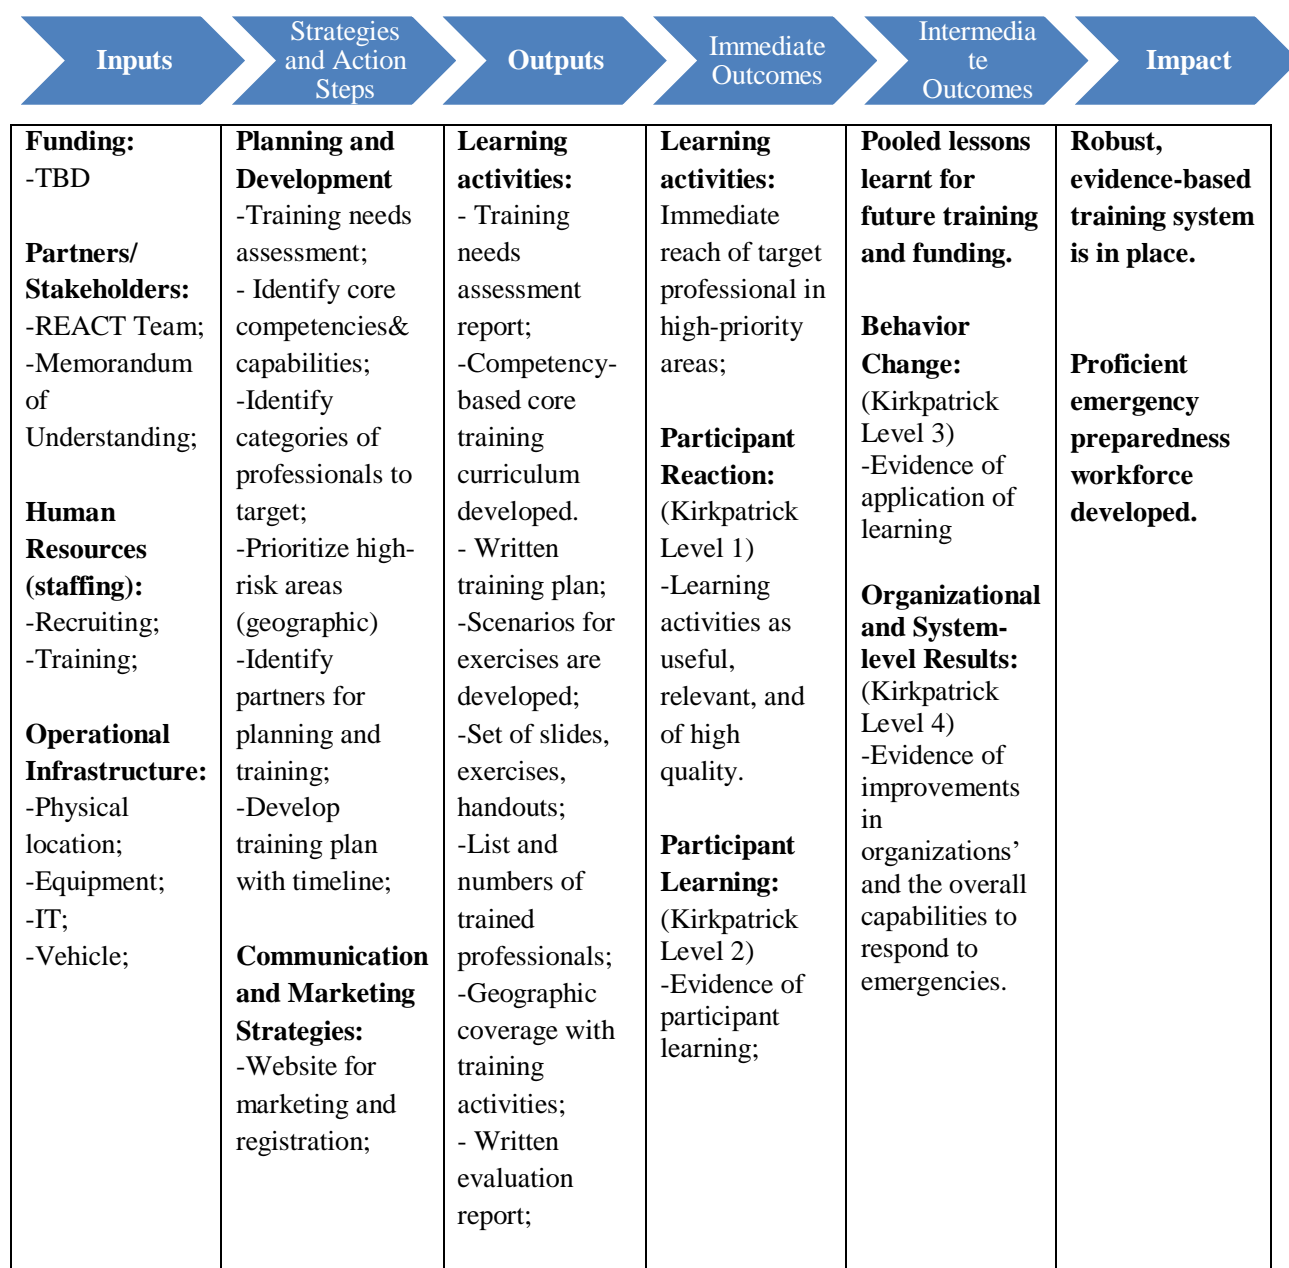 Inputs
Strategies
and Action
Steps
Outputs
Immediate
Outcomes
Intermedia
te
Outcomes
Impact
Funding:
-TBD
Partners/
Stakeholders:
-REACT Team;
-Memorandum
of
Understanding;
Human
Resources
(staffing):
-Recruiting;
-Training;
Operational
Infrastructure:
-Physical
location;
-Equipment;
-IT;
-Vehicle;
Planning and
Development
-Training needs
assessment;
- Identify core
competencies&
capabilities;
-Identify
categories of
professionals to
target;
-Prioritize high-
risk areas
(geographic)
-Identify
partners for
planning and
training;
-Develop
training plan
with timeline;
Communication
and Marketing
Strategies:
-Website for
marketing and
registration;
Learning
activities:
- Training
needs
assessment
report;
-Competency-
based core
training
curriculum
developed.
- Written
training plan;
-Scenarios for
exercises are
developed;
-Set of slides,
exercises,
handouts;
-List and
numbers of
trained
professionals;
-Geographic
coverage with
training
activities;
- Written
evaluation
report;
Learning
activities:
Immediate
reach of target
professional in
high-priority
areas;
Participant
Reaction:
(Kirkpatrick
Level 1)
-Learning
activities as
useful,
relevant, and
of high
quality.
Participant
Learning:
(Kirkpatrick
Level 2)
-Evidence of
participant
learning;
Pooled lessons
learnt for
future training
and funding.
Behavior
Change:
(Kirkpatrick
Level 3)
-Evidence of
application of
learning
Organizational
and System-
level Results:
(Kirkpatrick
Level 4)
-Evidence of
improvements
in
organizations’
and the overall
capabilities to
respond to
emergencies.
Robust,
evidence-based
training system
is in place.
Proficient
emergency
preparedness
workforce
developed.